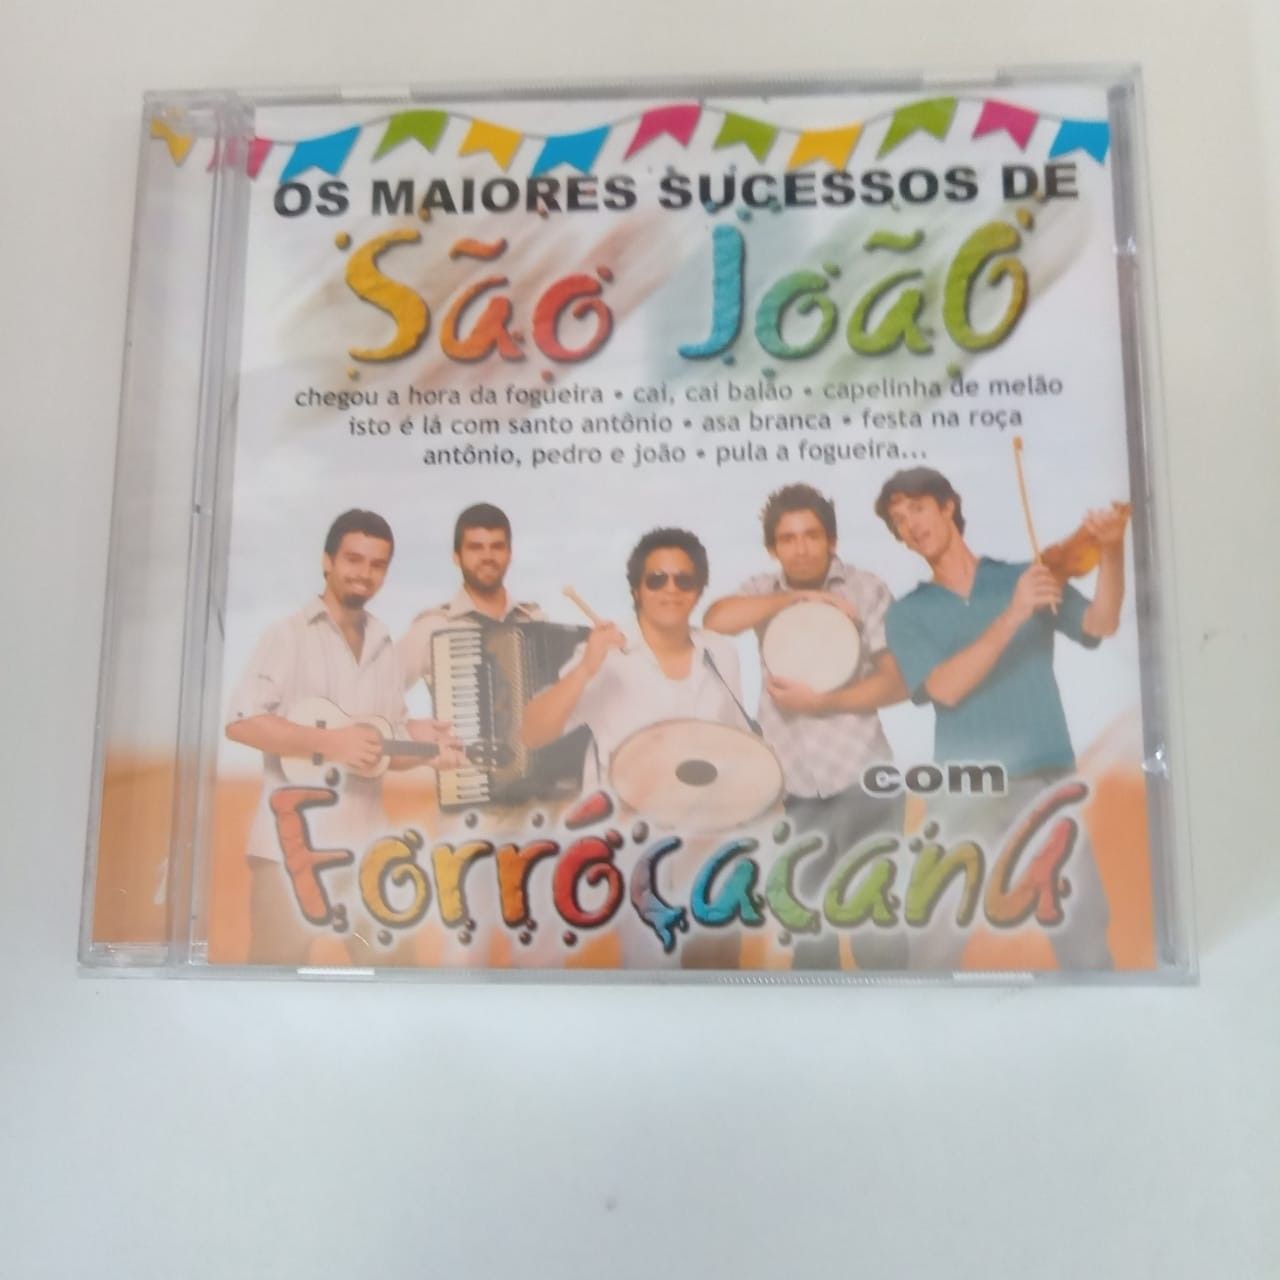 OS MAIORES SUCESSOS DE
São João
chegou a hora da fogueira • cai, cai balão • capelinha de melão
isto é lá com santo antônio • asa branca • festa na roça
antônio, pedro e joão • pula a fogueira...
com
Forróçacana